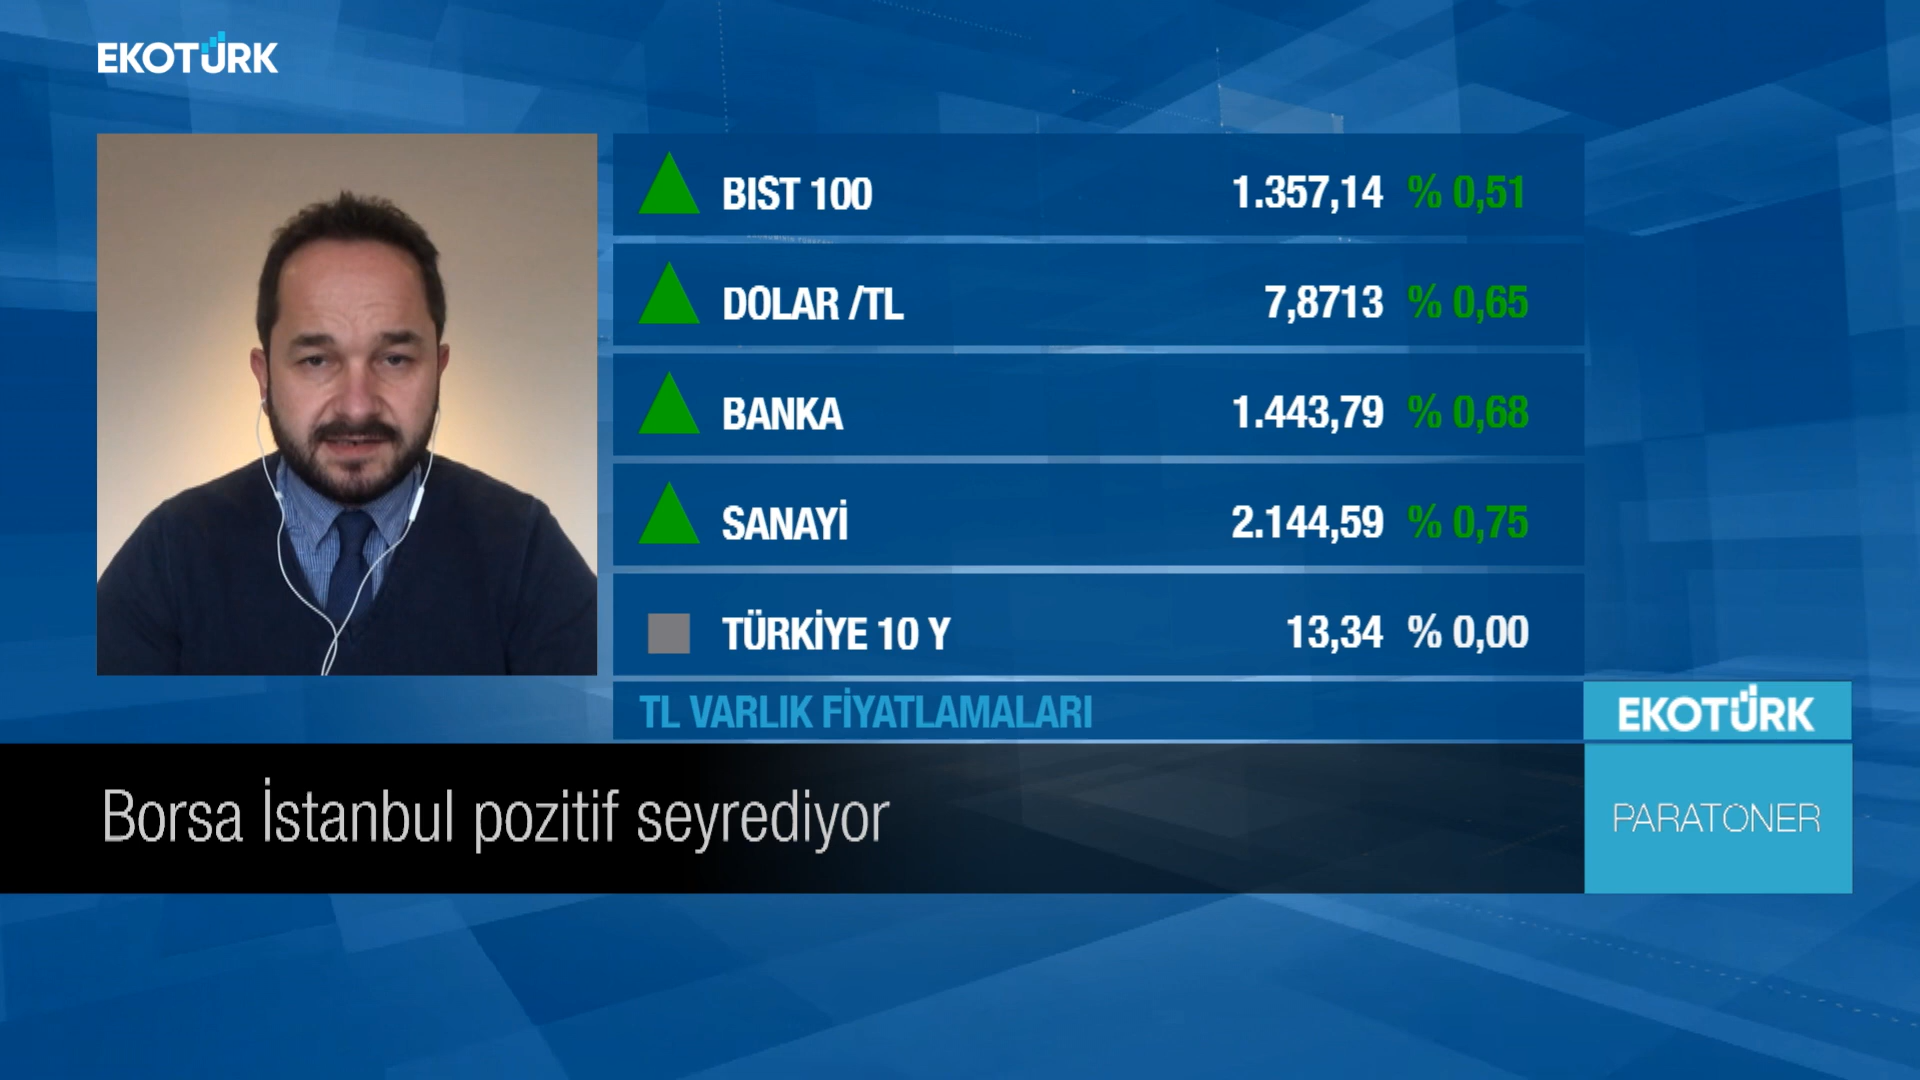 EKOTÜRK
BIST 100 1.357,14 % 0,51
DOLAR /TL 7,8713 % 0,65
BANKA 1.443,79 % 0,68
SANAYİ 2.144,59 % 0,75
TÜRKİYE 10 Y 13,34 % 0,00
TL VARLIK FİYATLAMALARI
EKOTÜRK
Borsa İstanbul pozitif seyrediyor
PARATONER